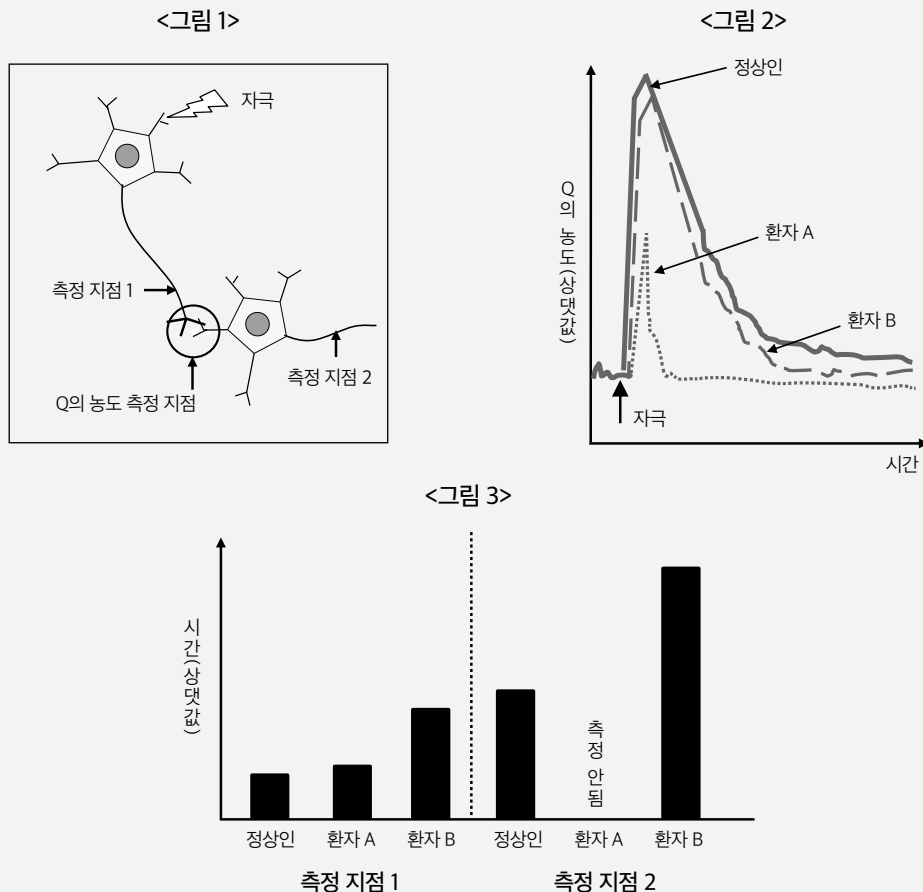 <그림 1>
자극
측정 지점 1
측정 지점 2
Q의 농도 측정 지점
<그림 2>
정상인
Q의 농도(상댓값)
환자 A
환자 B
자극
시간
<그림 3>
시간(상댓값)
측정 안됨
정상인 환자 A 환자 B 정상인 환자 A 환자 B
측정 지점 1 측정 지점 2